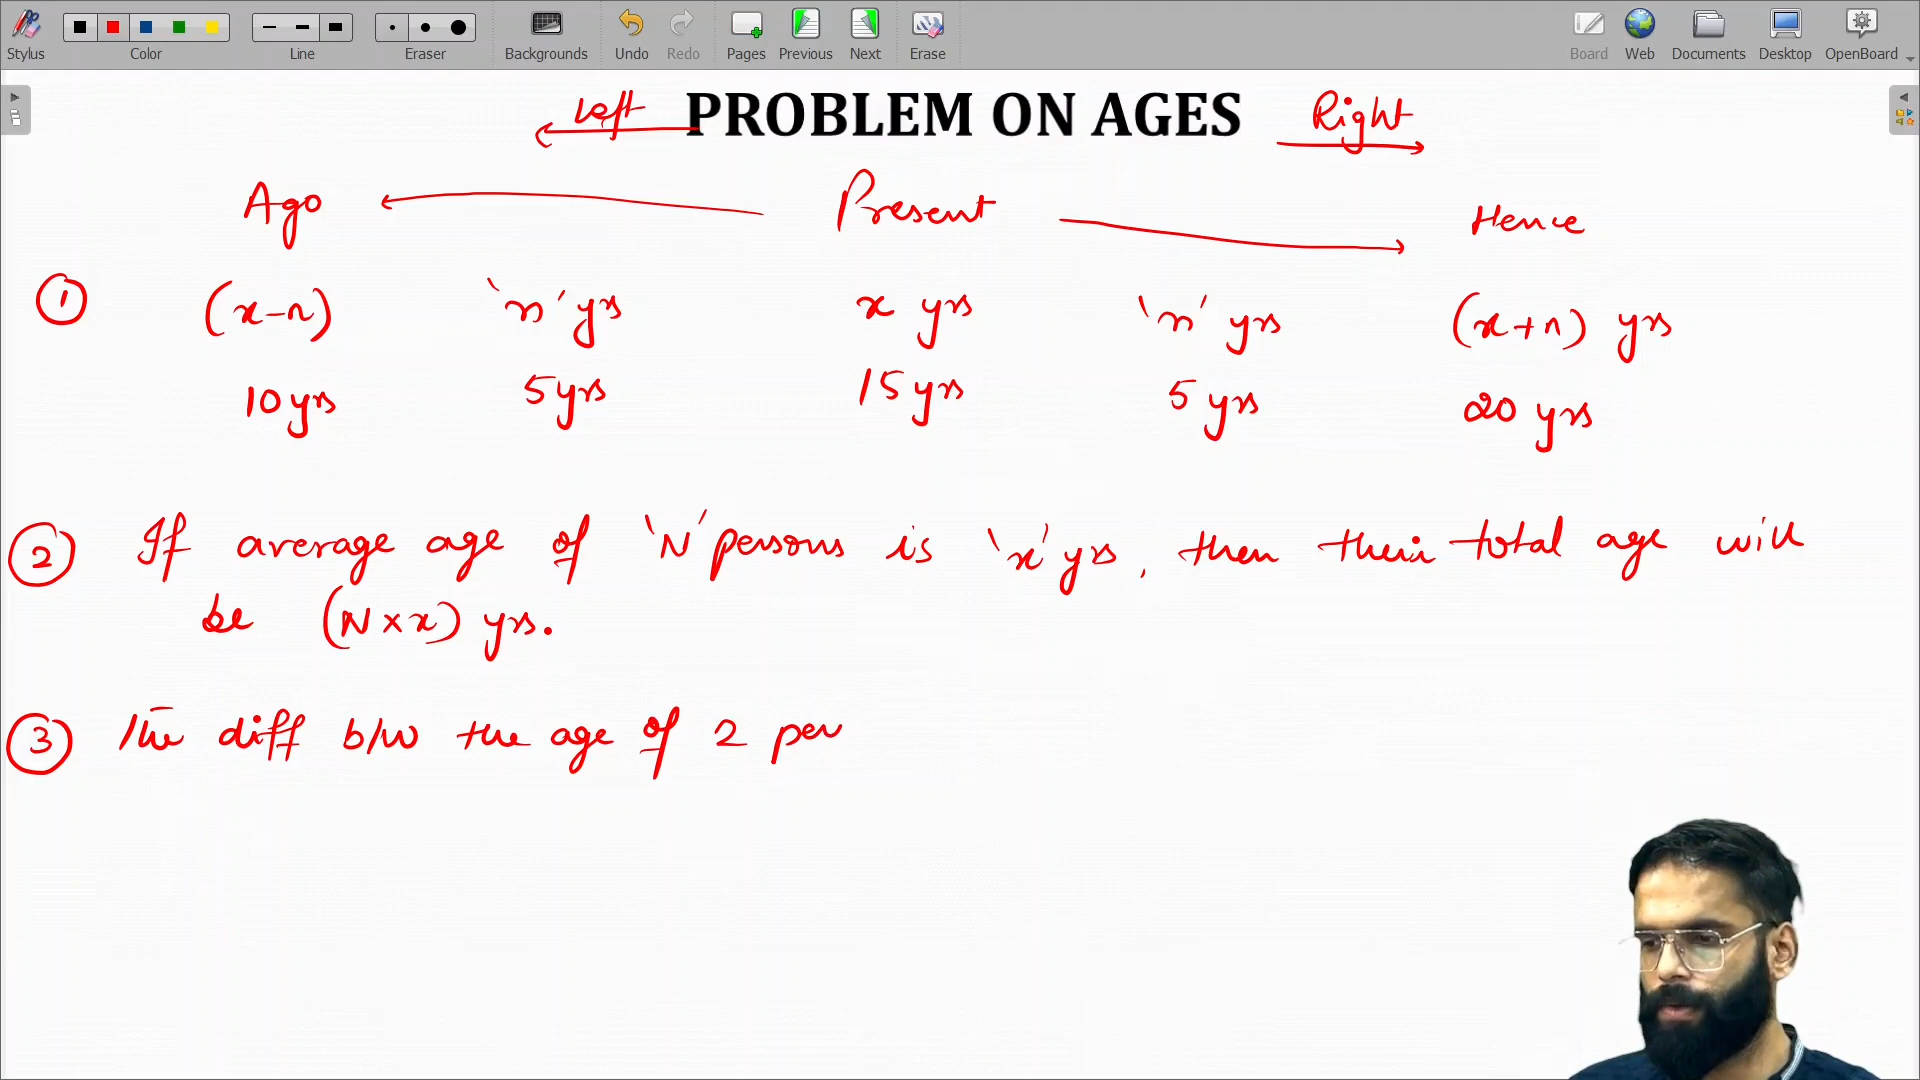 Stylus Color Line Eraser Backgrounds Undo Redo Pages Previous Next Erase Board Web Documents Desktop OpenBoard
Left PROBLEM ON AGES Right
Ago Present Hence
① (x-n) 'n' yrs x yrs 'n' yrs (x+n) yrs
10 yrs 5 yrs 15 yrs 5 yrs 20 yrs
② If average age of 'N' persons is 'x' yrs, then their total age will
be (N×x) yrs.
③ The diff b/w the age of 2 per